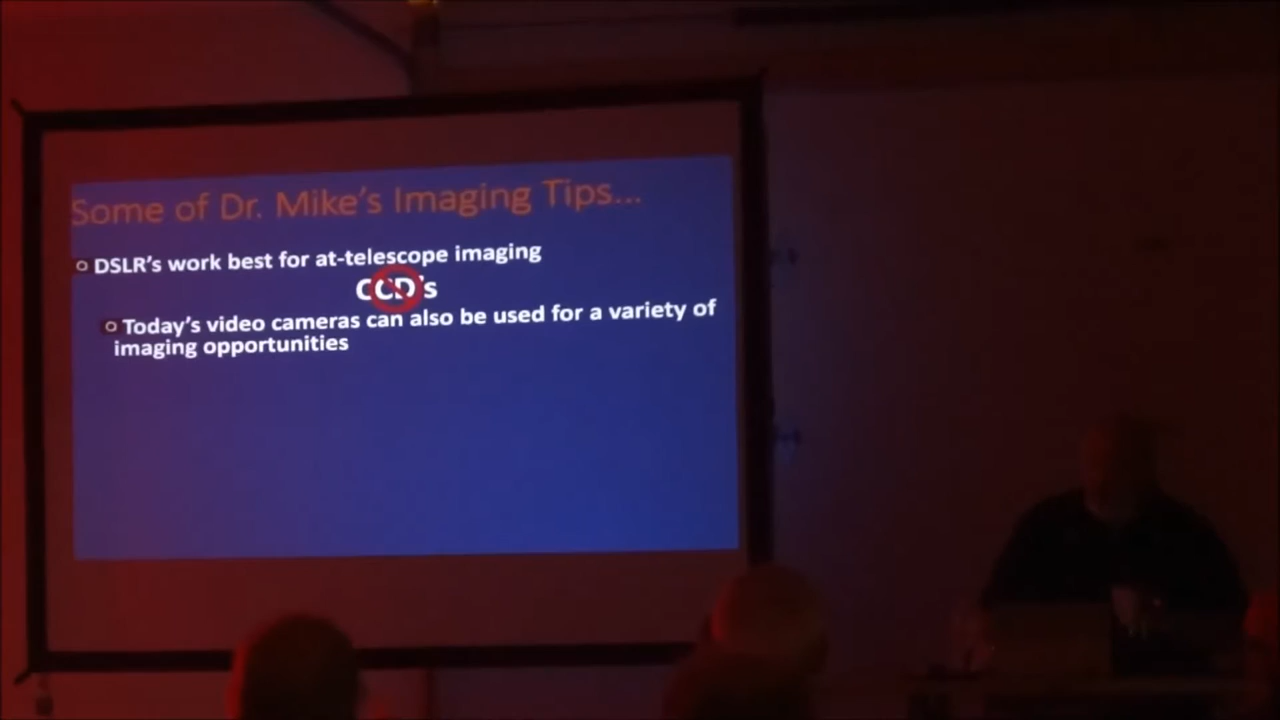 Some of Dr. Mike's Imaging Tips...
DSLR's work best for at-telescope imaging
CCD's
Today's video cameras can also be used for a variety of
imaging opportunities